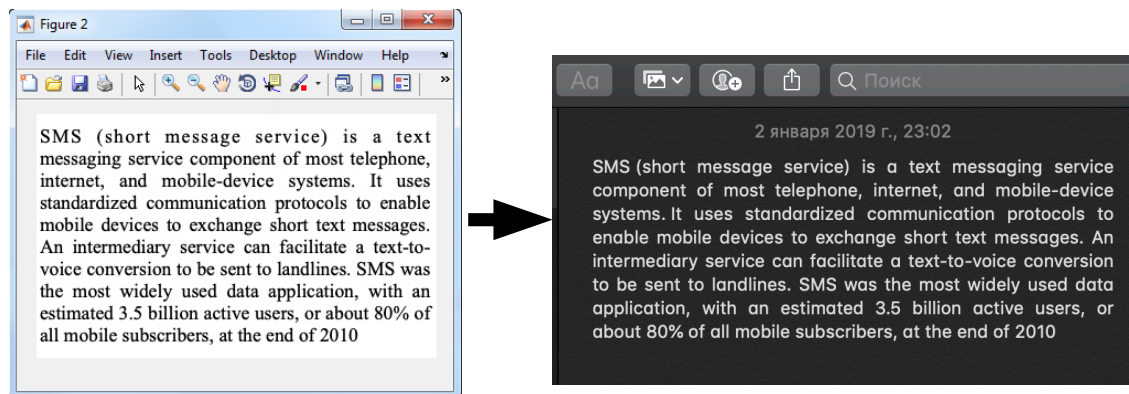 Figure 2
File Edit View Insert Tools Desktop Window Help
SMS (short message service) is a text
messaging service component of most telephone,
internet, and mobile-device systems. It uses
standardized communication protocols to enable
mobile devices to exchange short text messages.
An intermediary service can facilitate a text-to-
voice conversion to be sent to landlines. SMS was
the most widely used data application, with an
estimated 3.5 billion active users, or about 80% of
all mobile subscribers, at the end of 2010
Aa Поиск
2 января 2019 г., 23:02
SMS (short message service) is a text messaging service
component of most telephone, internet, and mobile-device
systems. It uses standardized communication protocols to
enable mobile devices to exchange short text messages. An
intermediary service can facilitate a text-to-voice conversion
to be sent to landlines. SMS was the most widely used data
application, with an estimated 3.5 billion active users, or
about 80% of all mobile subscribers, at the end of 2010